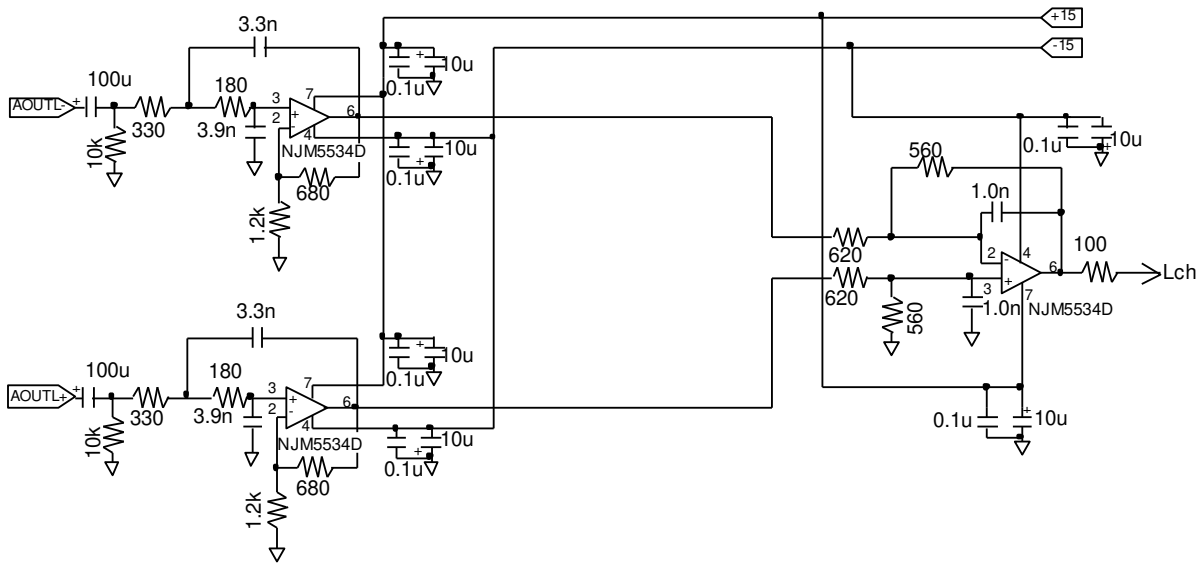 +15
-15
3.3n
10u
0.1u
100u
180
AOUTL-
+
330
3.9n
10k
3
2
+
-
7
4
6
NJM5534D
680
1.2k
+
10u
0.1u
+
0.1u
10u
+
560
1.0n
620
620
560
2
3
-
+
4
7
6
1.0n
NJM5534D
100
Lch
3.3n
+
10u
0.1u
100u
180
AOUTL+
+
330
3.9n
10k
3
2
+
-
7
4
6
NJM5534D
680
1.2k
10u
0.1u
+
0.1u
+
10u